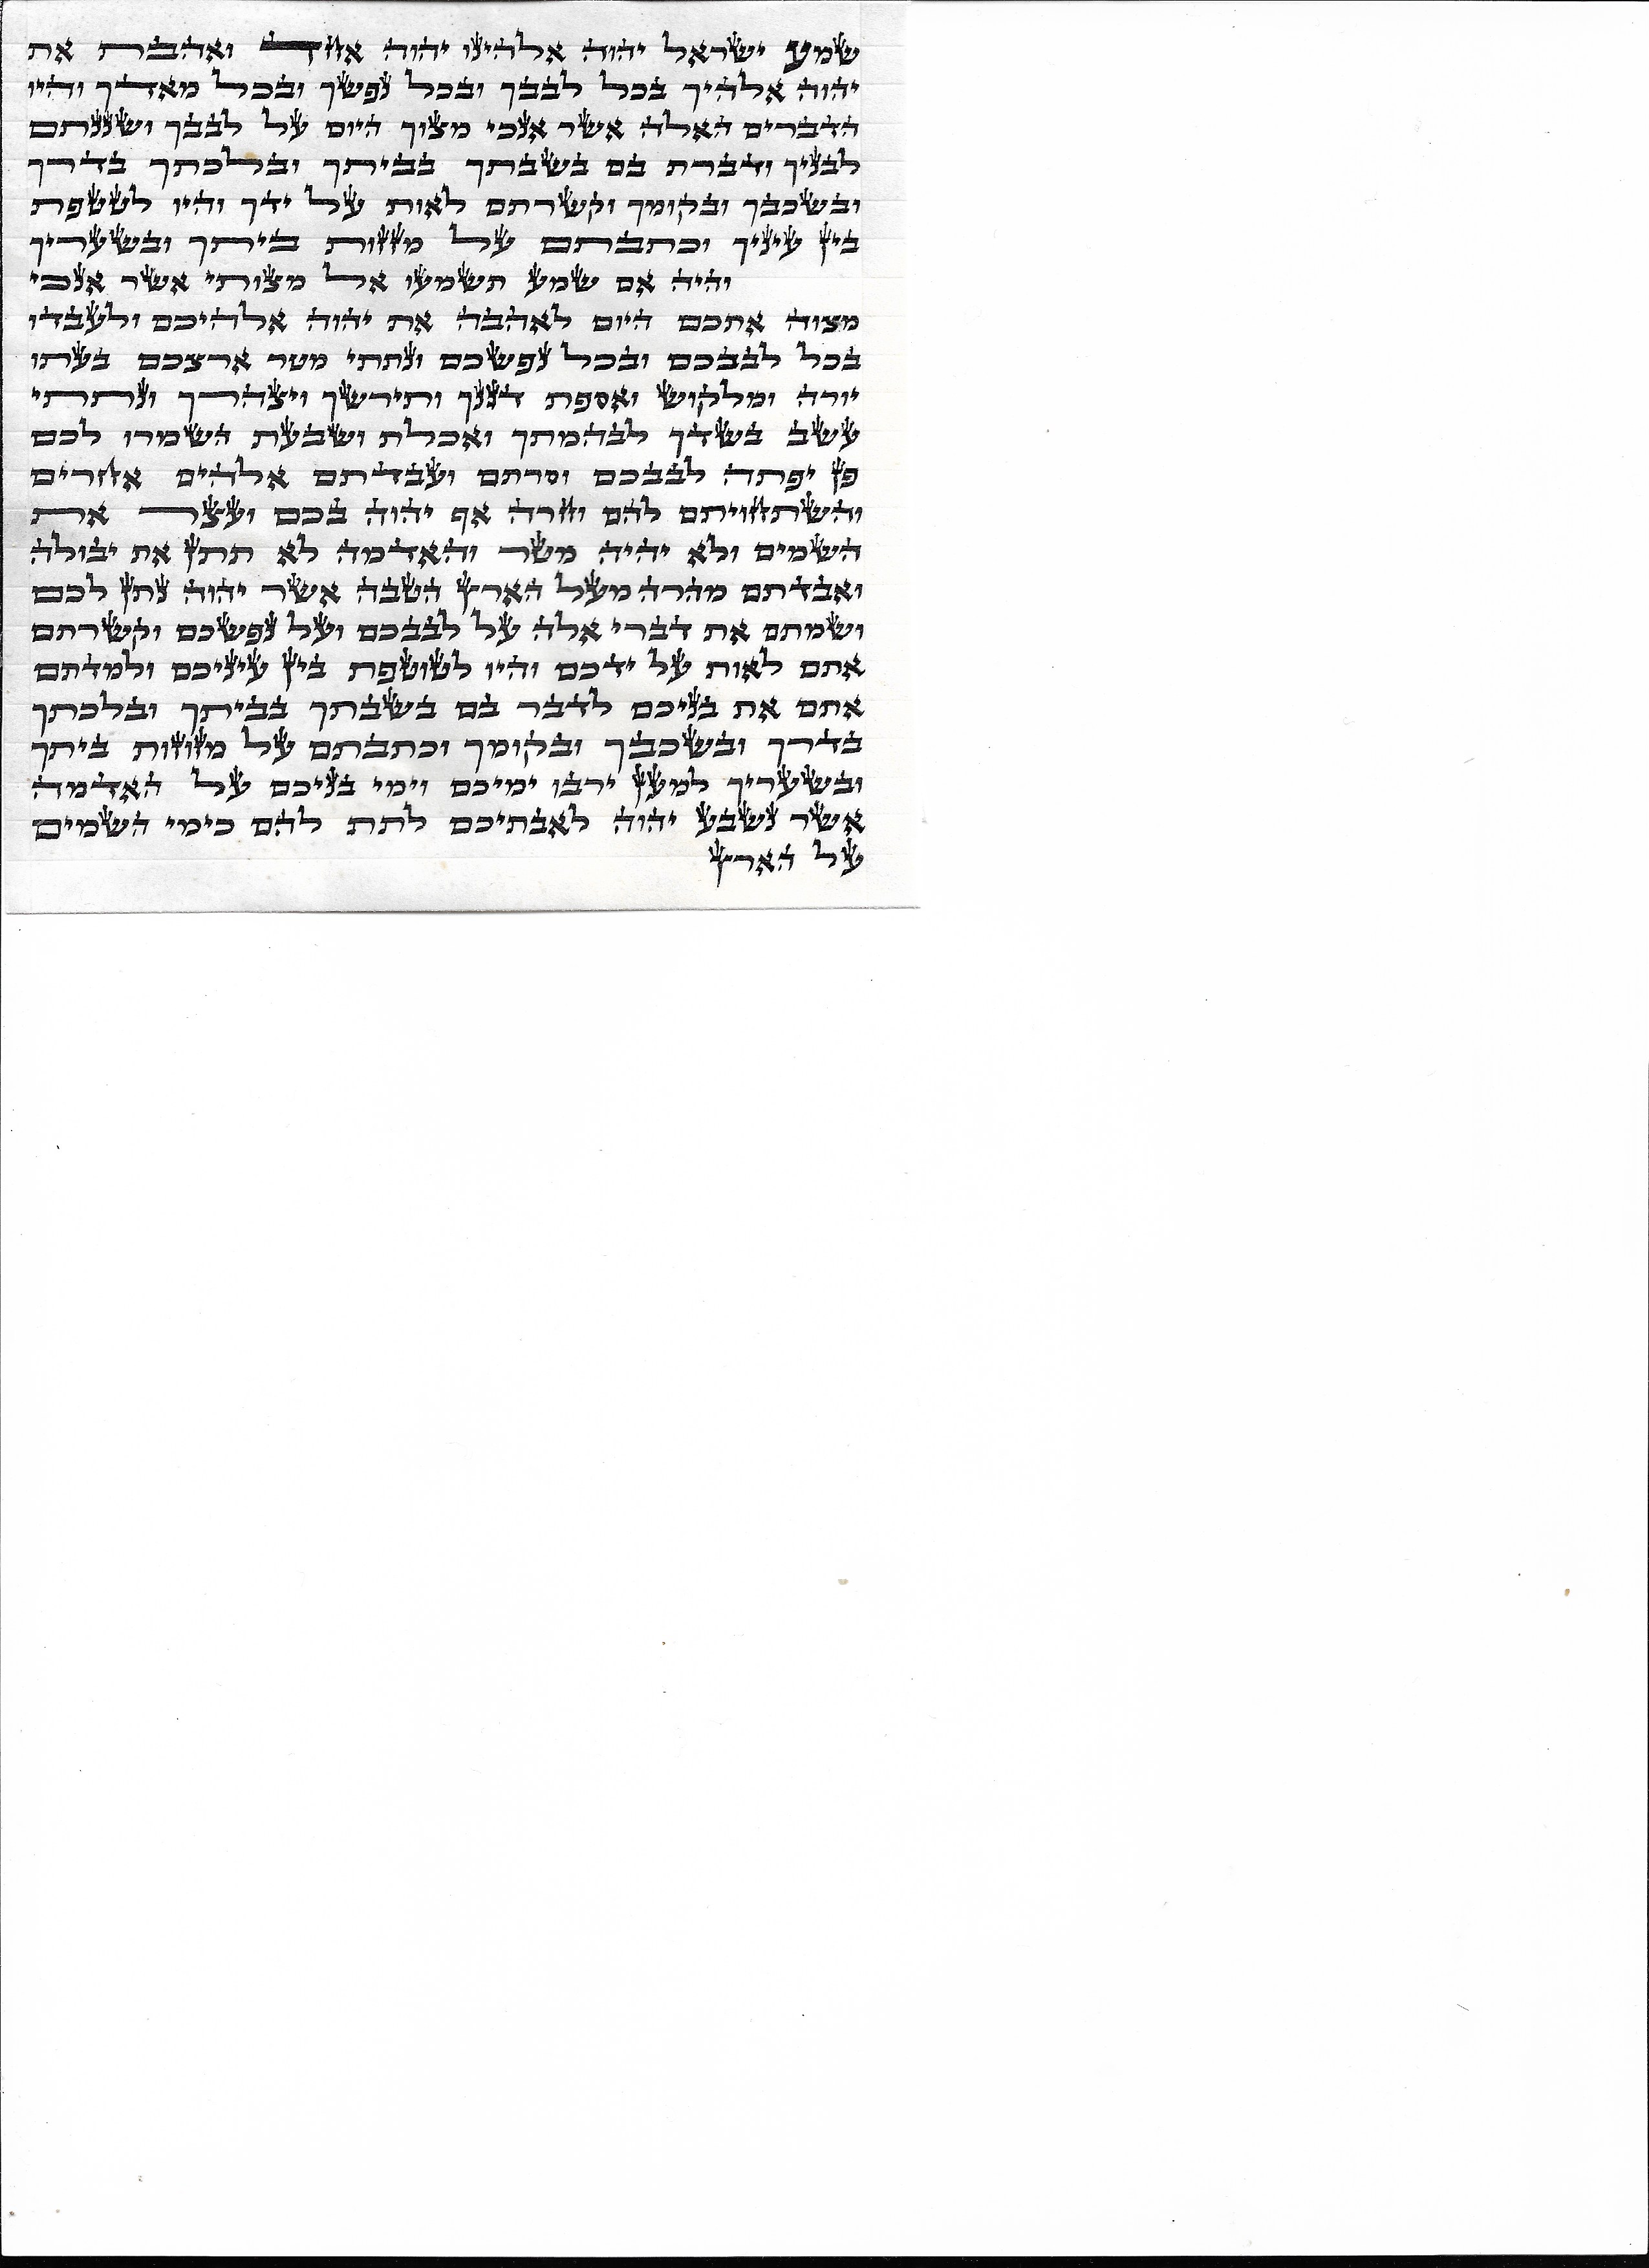 שמע ישראל יהוה אלהינו יהוה אחד ואהבת את
יהוה אלהיך בכל לבבך ובכל נפשך ובכל מאדך והיו
הדברים האלה אשר אנכי מצוך היום על לבבך ושננתם
לבניך ודברת בם בשבתך בביתך ובלכתך בדרך
ובשכבך ובקומך וקשרתם לאות על ידך והיו לטטפת
בין עיניך וכתבתם על מזזות ביתך ובשעריך
והיה אם שמע תשמעו אל מצותי אשר אנכי
מצוה אתכם היום לאהבה את יהוה אלהיכם ולעבדו
בכל לבבכם ובכל נפשכם ונתתי מטר ארצכם בעתו
יורה ומלקוש ואספת דגנך ותירשך ויצהרך ונתתי
עשב בשדך לבהמתך ואכלת ושבעת השמרו לכם
פן יפתה לבבכם וסרתם ועבדתם אלהים אחרים
והשתחויתם להם וחרה אף יהוה בכם ועצר את
השמים ולא יהיה מטר והאדמה לא תתן את יבולה
ואבדתם מהרה מעל הארץ הטבה אשר יהוה נתן לכם
ושמתם את דברי אלה על לבבכם ועל נפשכם וקשרתם
אתם לאות על ידכם והיו לטוטפת בין עיניכם ולמדתם
אתם את בניכם לדבר בם בשבתך בביתך ובלכתך
בדרך ובשכבך ובקומך וכתבתם על מזוזות ביתך
ובשעריך למען ירבו ימיכם וימי בניכם על האדמה
אשר נשבע יהוה לאבתיכם לתת להם כימי השמים
על הארץ